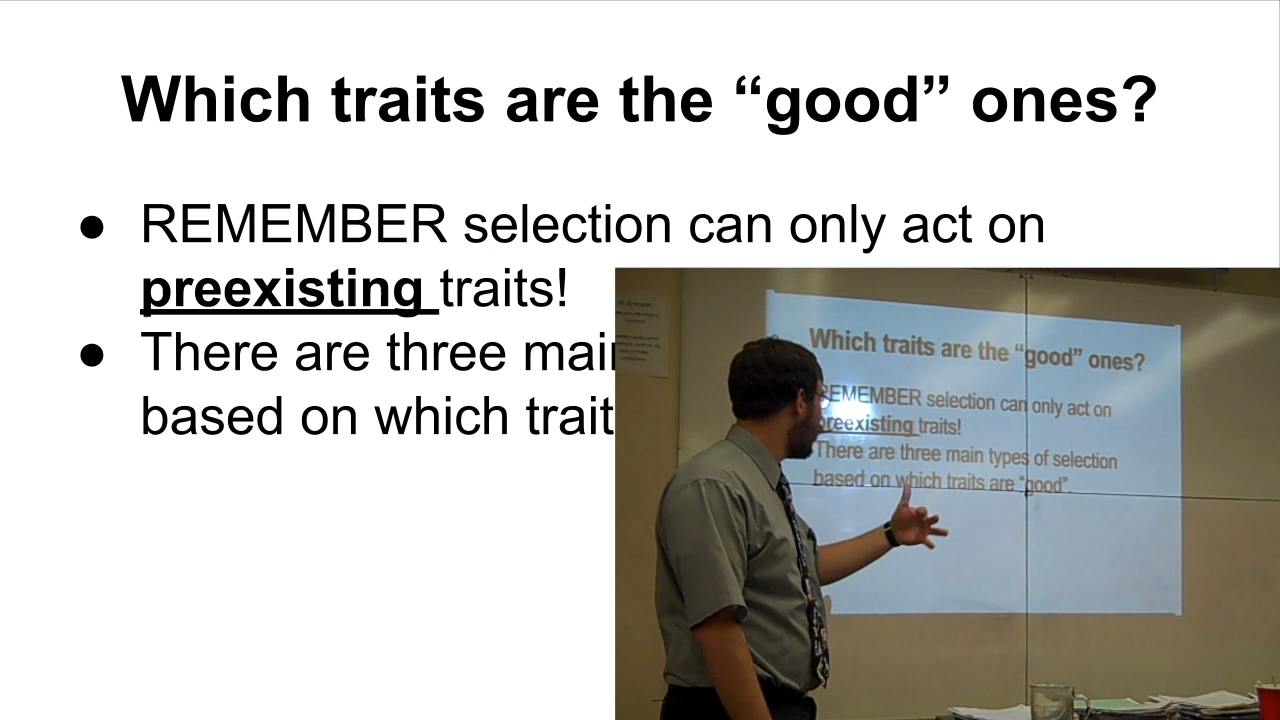 Which traits are the “good” ones?
● REMEMBER selection can only act on
preexisting traits!
● There are three main
based on which trait
Which traits are the “good” ones?
REMEMBER selection can only act on
preexisting traits!
There are three main types of selection
based on which traits are “good”.